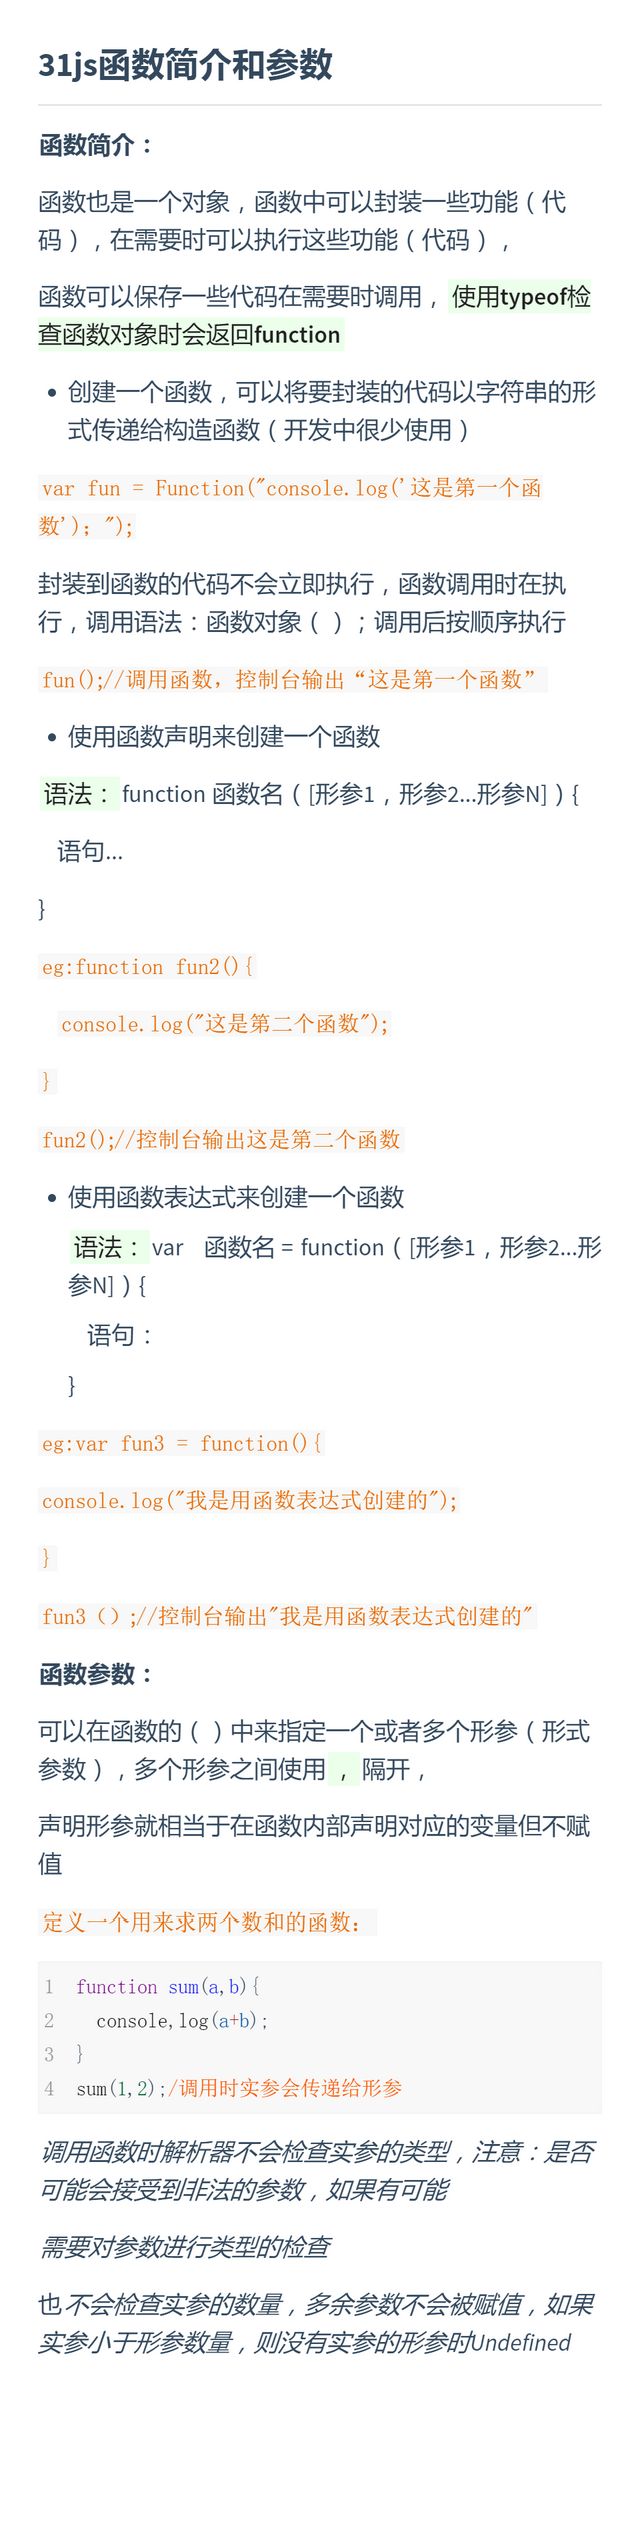 31js函数简介和参数
函数简介：
函数也是一个对象，函数中可以封装一些功能（代
码），在需要时可以执行这些功能（代码），
函数可以保存一些代码在需要时调用， 使用typeof检
查函数对象时会返回function
• 创建一个函数，可以将要封装的代码以字符串的形
式传递给构造函数（开发中很少使用）
var fun = Function("console.log('这是第一个函
数'); ");
封装到函数的代码不会立即执行，函数调用时在执
行，调用语法：函数对象（）；调用后按顺序执行
fun();//调用函数，控制台输出“这是第一个函数”
• 使用函数声明来创建一个函数
语法：function 函数名（[形参1，形参2...形参N]）{
语句...
}
eg:function fun2(){
console.log("这是第二个函数");
}
fun2();//控制台输出这是第二个函数
• 使用函数表达式来创建一个函数
语法：var 函数名 = function（[形参1，形参2...形
参N]）{
语句：
}
eg:var fun3 = function(){
console.log("我是用函数表达式创建的");
}
fun3（）;//控制台输出"我是用函数表达式创建的"
函数参数：
可以在函数的（）中来指定一个或者多个形参（形式
参数），多个形参之间使用 ， 隔开，
声明形参就相当于在函数内部声明对应的变量但不赋
值
定义一个用来求两个数和的函数：
1 function sum(a,b){
2 console,log(a+b);
3 }
4 sum(1,2);/调用时实参会传递给形参
调用函数时解析器不会检查实参的类型，注意：是否
可能会接受到非法的参数，如果有可能
需要对参数进行类型的检查
也不会检查实参的数量，多余参数不会被赋值，如果
实参小于形参数量，则没有实参的形参时Undefined